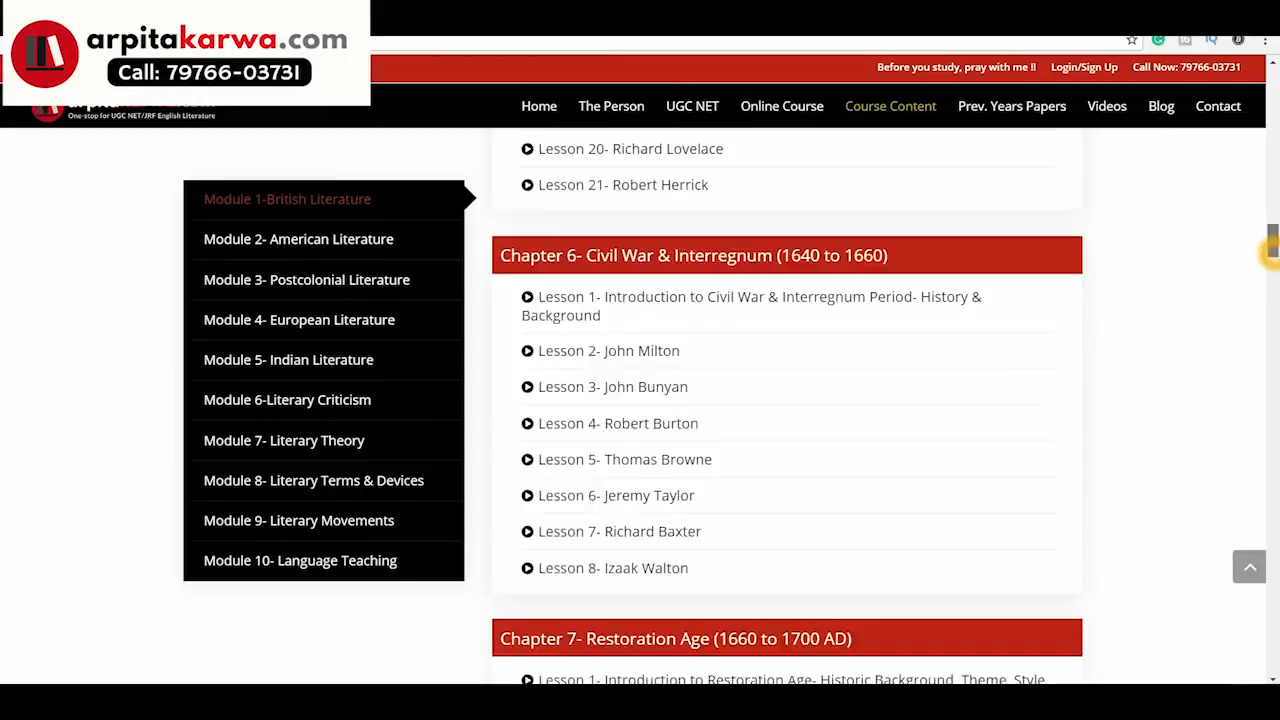 arpitakarwa.com
Call: 79766-03731
Before you study, pray with me !!
Login/Sign Up
Call Now: 79766-03731
One-stop for UGC NET/JRF English Literature
Home
The Person
UGC NET
Online Course
Course Content
Prev. Years Papers
Videos
Blog
Contact
Module 1-British Literature
Module 2- American Literature
Module 3- Postcolonial Literature
Module 4- European Literature
Module 5- Indian Literature
Module 6-Literary Criticism
Module 7- Literary Theory
Module 8- Literary Terms & Devices
Module 9- Literary Movements
Module 10- Language Teaching
Lesson 20- Richard Lovelace
Lesson 21- Robert Herrick
Chapter 6- Civil War & Interregnum (1640 to 1660)
Lesson 1- Introduction to Civil War & Interregnum Period- History &
Background
Lesson 2- John Milton
Lesson 3- John Bunyan
Lesson 4- Robert Burton
Lesson 5- Thomas Browne
Lesson 6- Jeremy Taylor
Lesson 7- Richard Baxter
Lesson 8- Izaak Walton
Chapter 7- Restoration Age (1660 to 1700 AD)
Lesson 1- Introduction to Restoration Age- Historic Background, Theme, Style,